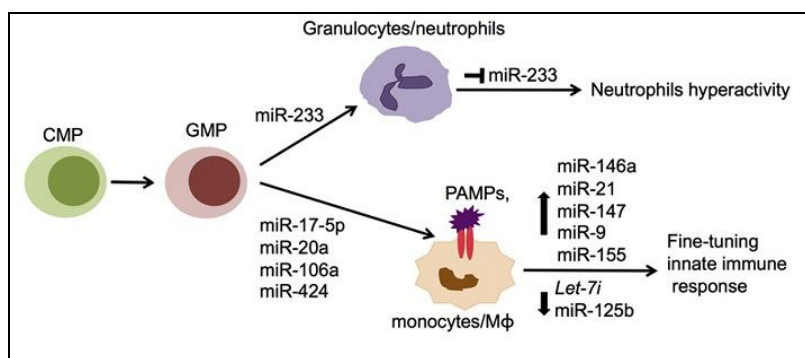 Granulocytes/neutrophils
miR-233
Neutrophils hyperactivity
miR-233
CMP
GMP
miR-17-5p
miR-20a
miR-106a
miR-424
PAMPs,
monocytes/Mϕ
miR-146a
miR-21
miR-147
miR-9
miR-155
Let-7i
miR-125b
Fine-tuning
innate immune
response